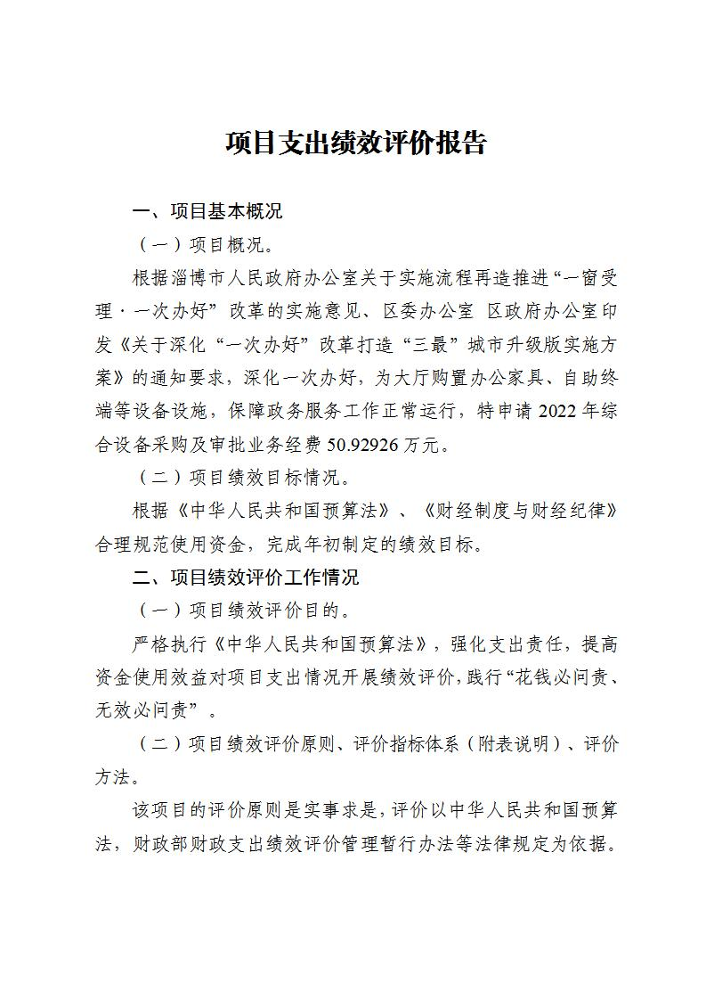 项目支出绩效评价报告
一、项目基本概况
（一）项目概况。
根据淄博市人民政府办公室关于实施流程再造推进“一窗受
理·一次办好”改革的实施意见、区委办公室 区政府办公室印
发《关于深化“一次办好”改革打造“三最”城市升级版实施方
案》的通知要求，深化一次办好，为大厅购置办公家具、自助终
端等设备设施，保障政务服务工作正常运行，特申请 2022 年综
合设备采购及审批业务经费 50.92926 万元。
（二）项目绩效目标情况。
根据《中华人民共和国预算法》、《财经制度与财经纪律》
合理规范使用资金，完成年初制定的绩效目标。
二、项目绩效评价工作情况
（一）项目绩效评价目的。
严格执行《中华人民共和国预算法》，强化支出责任，提高
资金使用效益对项目支出情况开展绩效评价，践行“花钱必问责、
无效必问责”。
（二）项目绩效评价原则、评价指标体系（附表说明）、评价
方法。
该项目的评价原则是实事求是，评价以中华人民共和国预算
法，财政部财政支出绩效评价管理暂行办法等法律规定为依据。